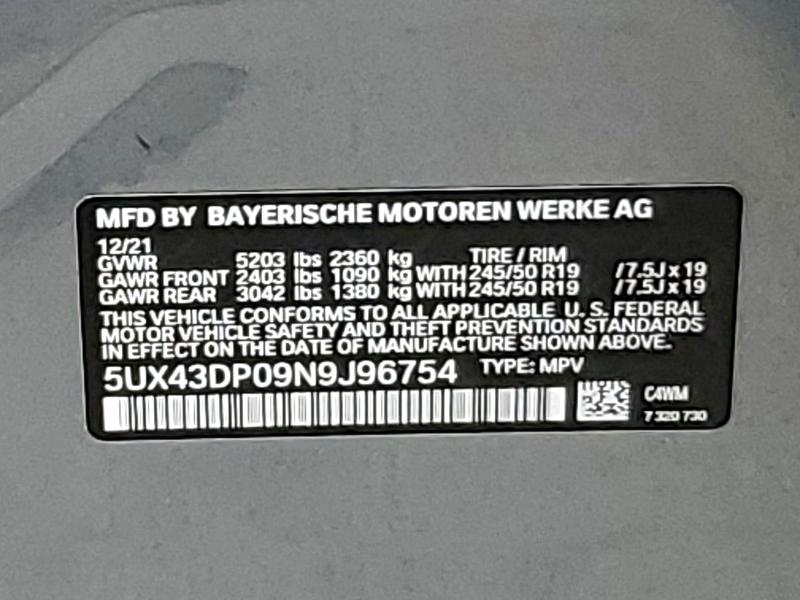 MFD BY BAYERISCHE MOTOREN WERKE AG
12/21
GVWR 5203 lbs 2360 kg TIRE / RIM
GAWR FRONT 2403 lbs 1090 kg WITH 245/50 R19 /7.5J x 19
GAWR REAR 3042 lbs 1380 kg WITH 245/50 R19 /7.5J x 19
THIS VEHICLE CONFORMS TO ALL APPLICABLE U. S. FEDERAL
MOTOR VEHICLE SAFETY AND THEFT PREVENTION STANDARDS
IN EFFECT ON THE DATE OF MANUFACTURE SHOWN ABOVE.
5UX43DP09N9J96754 TYPE: MPV
C4WM
7 320 730